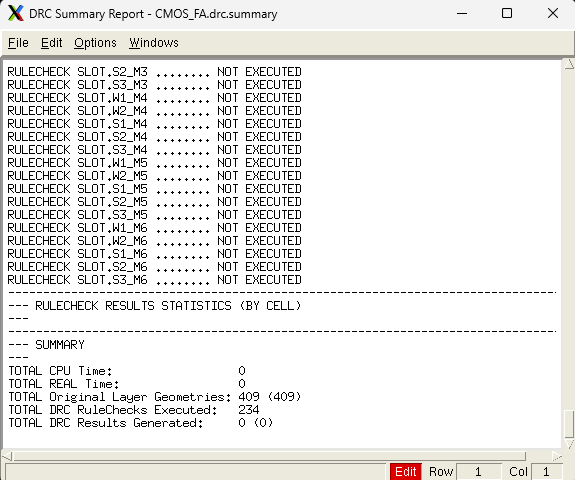 DRC Summary Report - CMOS_FA.drc.summary
File Edit Options Windows
RULECHECK SLOT.S2_M3 ........ NOT EXECUTED
RULECHECK SLOT.S3_M3 ........ NOT EXECUTED
RULECHECK SLOT.W1_M4 ........ NOT EXECUTED
RULECHECK SLOT.W2_M4 ........ NOT EXECUTED
RULECHECK SLOT.S1_M4 ........ NOT EXECUTED
RULECHECK SLOT.S2_M4 ........ NOT EXECUTED
RULECHECK SLOT.S3_M4 ........ NOT EXECUTED
RULECHECK SLOT.W1_M5 ........ NOT EXECUTED
RULECHECK SLOT.W2_M5 ........ NOT EXECUTED
RULECHECK SLOT.S1_M5 ........ NOT EXECUTED
RULECHECK SLOT.S2_M5 ........ NOT EXECUTED
RULECHECK SLOT.S3_M5 ........ NOT EXECUTED
RULECHECK SLOT.W1_M6 ........ NOT EXECUTED
RULECHECK SLOT.W2_M6 ........ NOT EXECUTED
RULECHECK SLOT.S1_M6 ........ NOT EXECUTED
RULECHECK SLOT.S2_M6 ........ NOT EXECUTED
RULECHECK SLOT.S3_M6 ........ NOT EXECUTED
-------------------------------------------------------------------------------
--- RULECHECK RESULTS STATISTICS (BY CELL)
---
-------------------------------------------------------------------------------
--- SUMMARY
---
TOTAL CPU Time:                  0
TOTAL REAL Time:                 0
TOTAL Original Layer Geometries: 409 (409)
TOTAL DRC RuleChecks Executed:   234
TOTAL DRC Results Generated:     0 (0)
Edit Row 1 Col 1